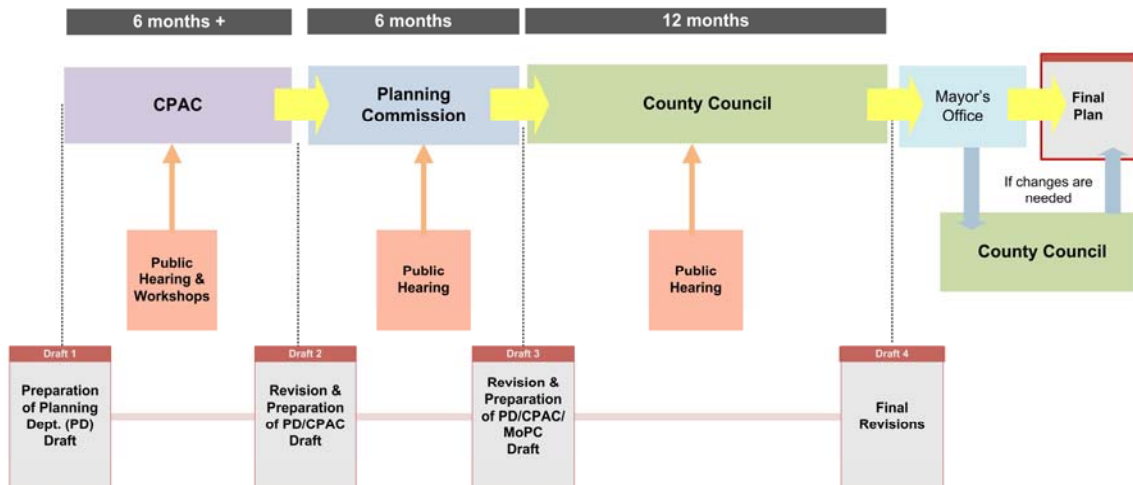 6 months +
6 months
12 months
CPAC
Planning
Commission
County Council
Mayor's
Office
Final
Plan
If changes are
needed
County Council
Public
Hearing &
Workshops
Public
Hearing
Public
Hearing
Draft 1
Preparation
of Planning
Dept. (PD)
Draft
Draft 2
Revision &
Preparation
of PD/CPAC
Draft
Draft 3
Revision &
Preparation
of PD/CPAC/
MoPC
Draft
Draft 4
Final
Revisions